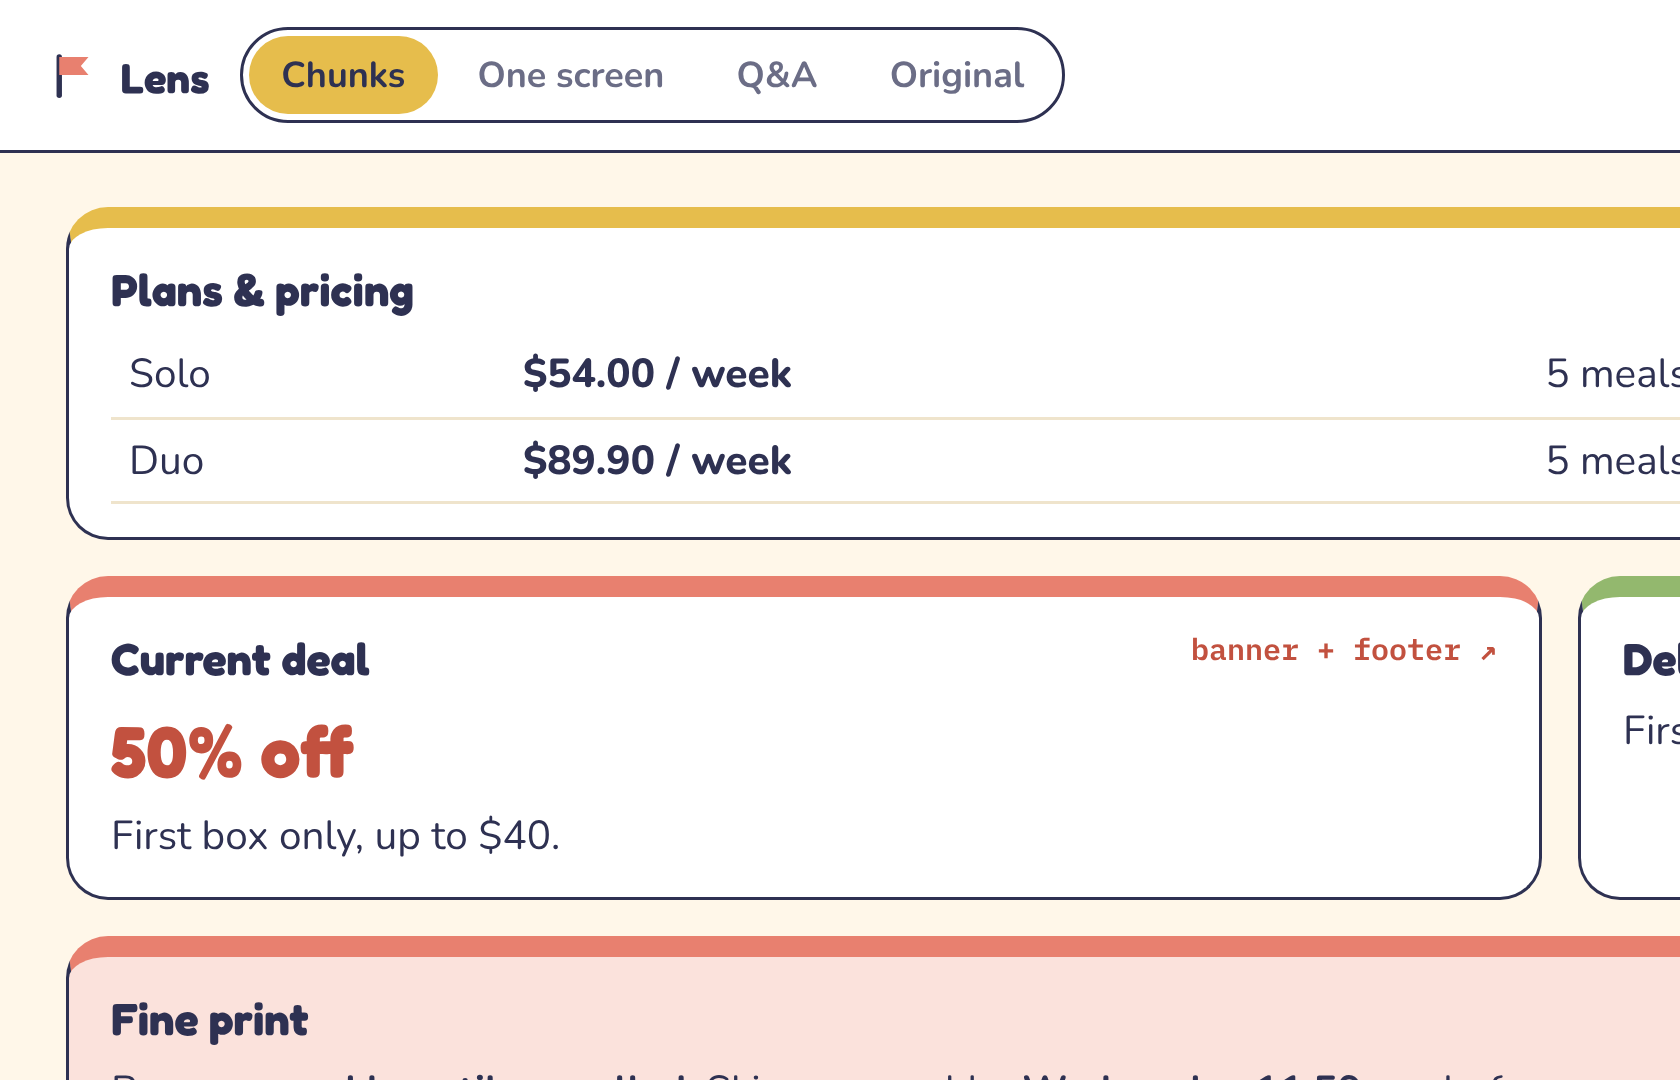 Lens
Chunks
One screen
Q&A
Original
Plans & pricing
Solo $54.00 / week 5 meals
Duo $89.90 / week 5 meals
Current deal
banner + footer ↗
50% off
First box only, up to $40.
Fine print